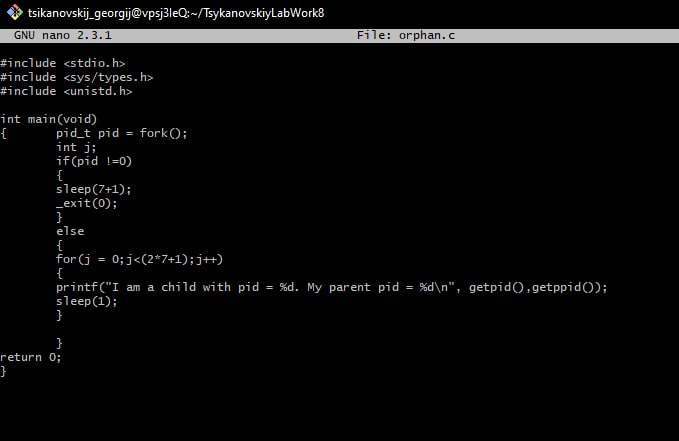 tsikanovskij_georgij@vpsj3leQ:~/TsykanovskiyLabWork8
GNU nano 2.3.1 File: orphan.c
#include <stdio.h>
#include <sys/types.h>
#include <unistd.h>
int main(void)
{ pid_t pid = fork();
int j;
if(pid !=0)
{
sleep(7+1);
_exit(0);
}
else
{
for(j = 0;j<(2*7+1);j++)
{
printf("I am a child with pid = %d. My parent pid = %d\n", getpid(),getppid());
sleep(1);
}
}
return 0;
}